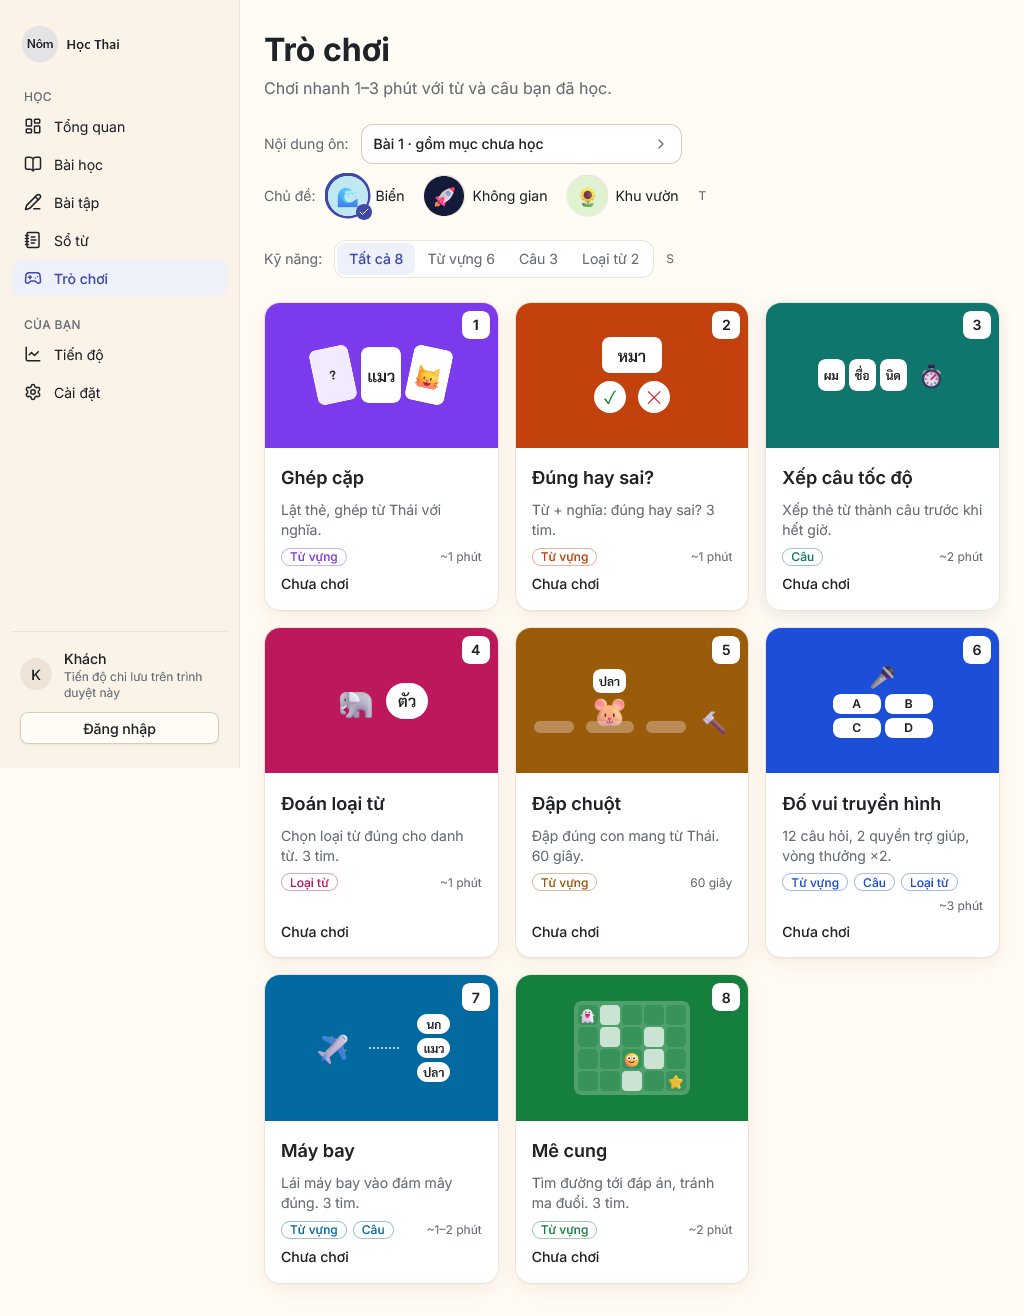 Nôm Học Thai
HỌC
Tổng quan
Bài học
Bài tập
Sổ từ
Trò chơi
CỦA BẠN
Tiến độ
Cài đặt
K
Khách
Tiến độ chỉ lưu trên trình
duyệt này
Đăng nhập
Trò chơi
Chơi nhanh 1–3 phút với từ và câu bạn đã học.
Nội dung ôn: Bài 1 · gồm mục chưa học
Chủ đề: Biển Không gian Khu vườn T
Kỹ năng: Tất cả 8 Từ vựng 6 Câu 3 Loại từ 2 S
1
? แมว
Ghép cặp
Lật thẻ, ghép từ Thái với
nghĩa.
Từ vựng ~1 phút
Chưa chơi
2
หมา
Đúng hay sai?
Từ + nghĩa: đúng hay sai? 3
tim.
Từ vựng ~1 phút
Chưa chơi
3
ผม ชื่อ นิด
Xếp câu tốc độ
Xếp thẻ từ thành câu trước khi
hết giờ.
Câu ~2 phút
Chưa chơi
4
ตัว
Đoán loại từ
Chọn loại từ đúng cho danh
từ. 3 tim.
Loại từ ~1 phút
Chưa chơi
5
ปลา
Đập chuột
Đập đúng con mang từ Thái.
60 giây.
Từ vựng 60 giây
Chưa chơi
6
A B
C D
Đố vui truyền hình
12 câu hỏi, 2 quyền trợ giúp,
vòng thưởng ×2.
Từ vựng Câu Loại từ
~3 phút
Chưa chơi
7
นก
แมว
ปลา
Máy bay
Lái máy bay vào đám mây
đúng. 3 tim.
Từ vựng Câu ~1–2 phút
Chưa chơi
8
Mê cung
Tìm đường tới đáp án, tránh
ma đuổi. 3 tim.
Từ vựng ~2 phút
Chưa chơi